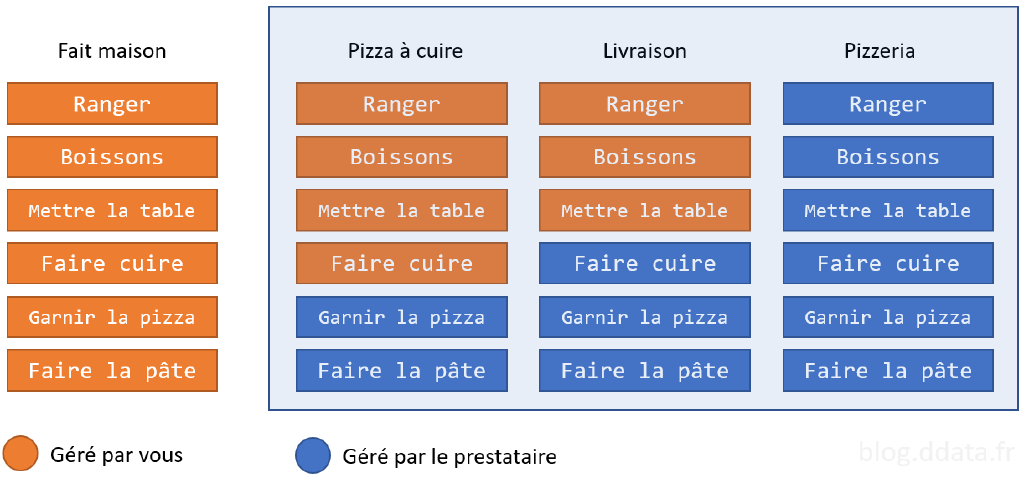 Fait maison
Pizza à cuire
Livraison
Pizzeria
Ranger
Ranger
Ranger
Ranger
Boissons
Boissons
Boissons
Boissons
Mettre la table
Mettre la table
Mettre la table
Mettre la table
Faire cuire
Faire cuire
Faire cuire
Faire cuire
Garnir la pizza
Garnir la pizza
Garnir la pizza
Garnir la pizza
Faire la pâte
Faire la pâte
Faire la pâte
Faire la pâte
Géré par vous
Géré par le prestataire
blog.ddata.fr